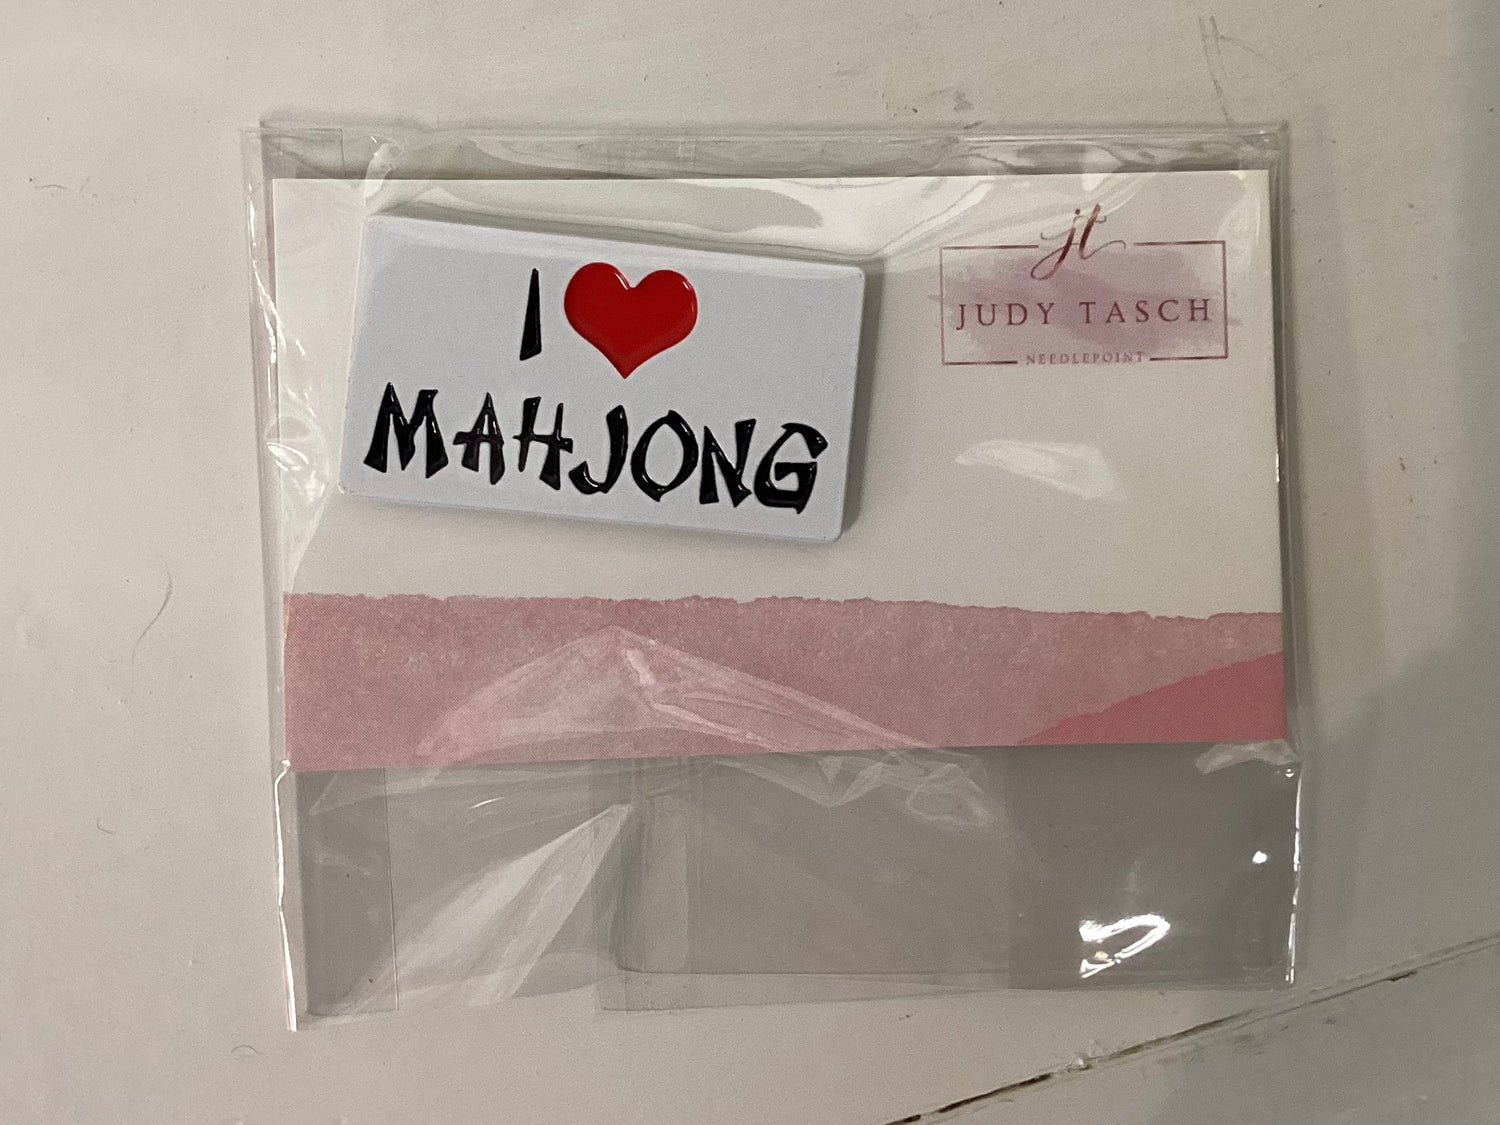 I ❤
MAHJONG
jt
JUDY TASCH
NEEDLEPOINT